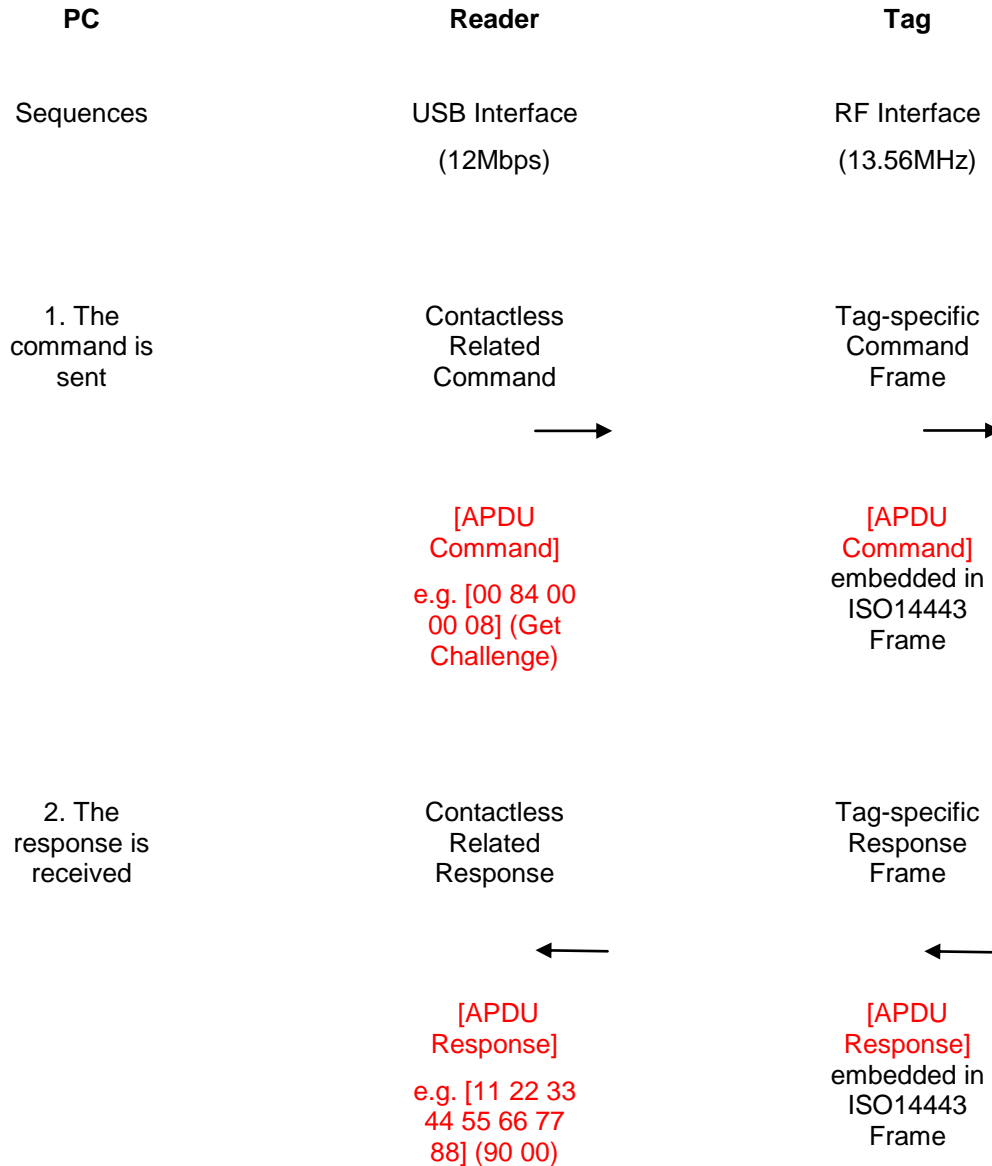 PC
Reader
Tag
Sequences
USB Interface
(12Mbps)
RF Interface
(13.56MHz)
1. The
command is
sent
Contactless
Related
Command
Tag-specific
Command
Frame
[APDU
Command]
e.g. [00 84 00
00 08] (Get
Challenge)
[APDU
Command]
embedded in
ISO14443
Frame
2. The
response is
received
Contactless
Related
Response
Tag-specific
Response
Frame
[APDU
Response]
e.g. [11 22 33
44 55 66 77
88] (90 00)
[APDU
Response]
embedded in
ISO14443
Frame